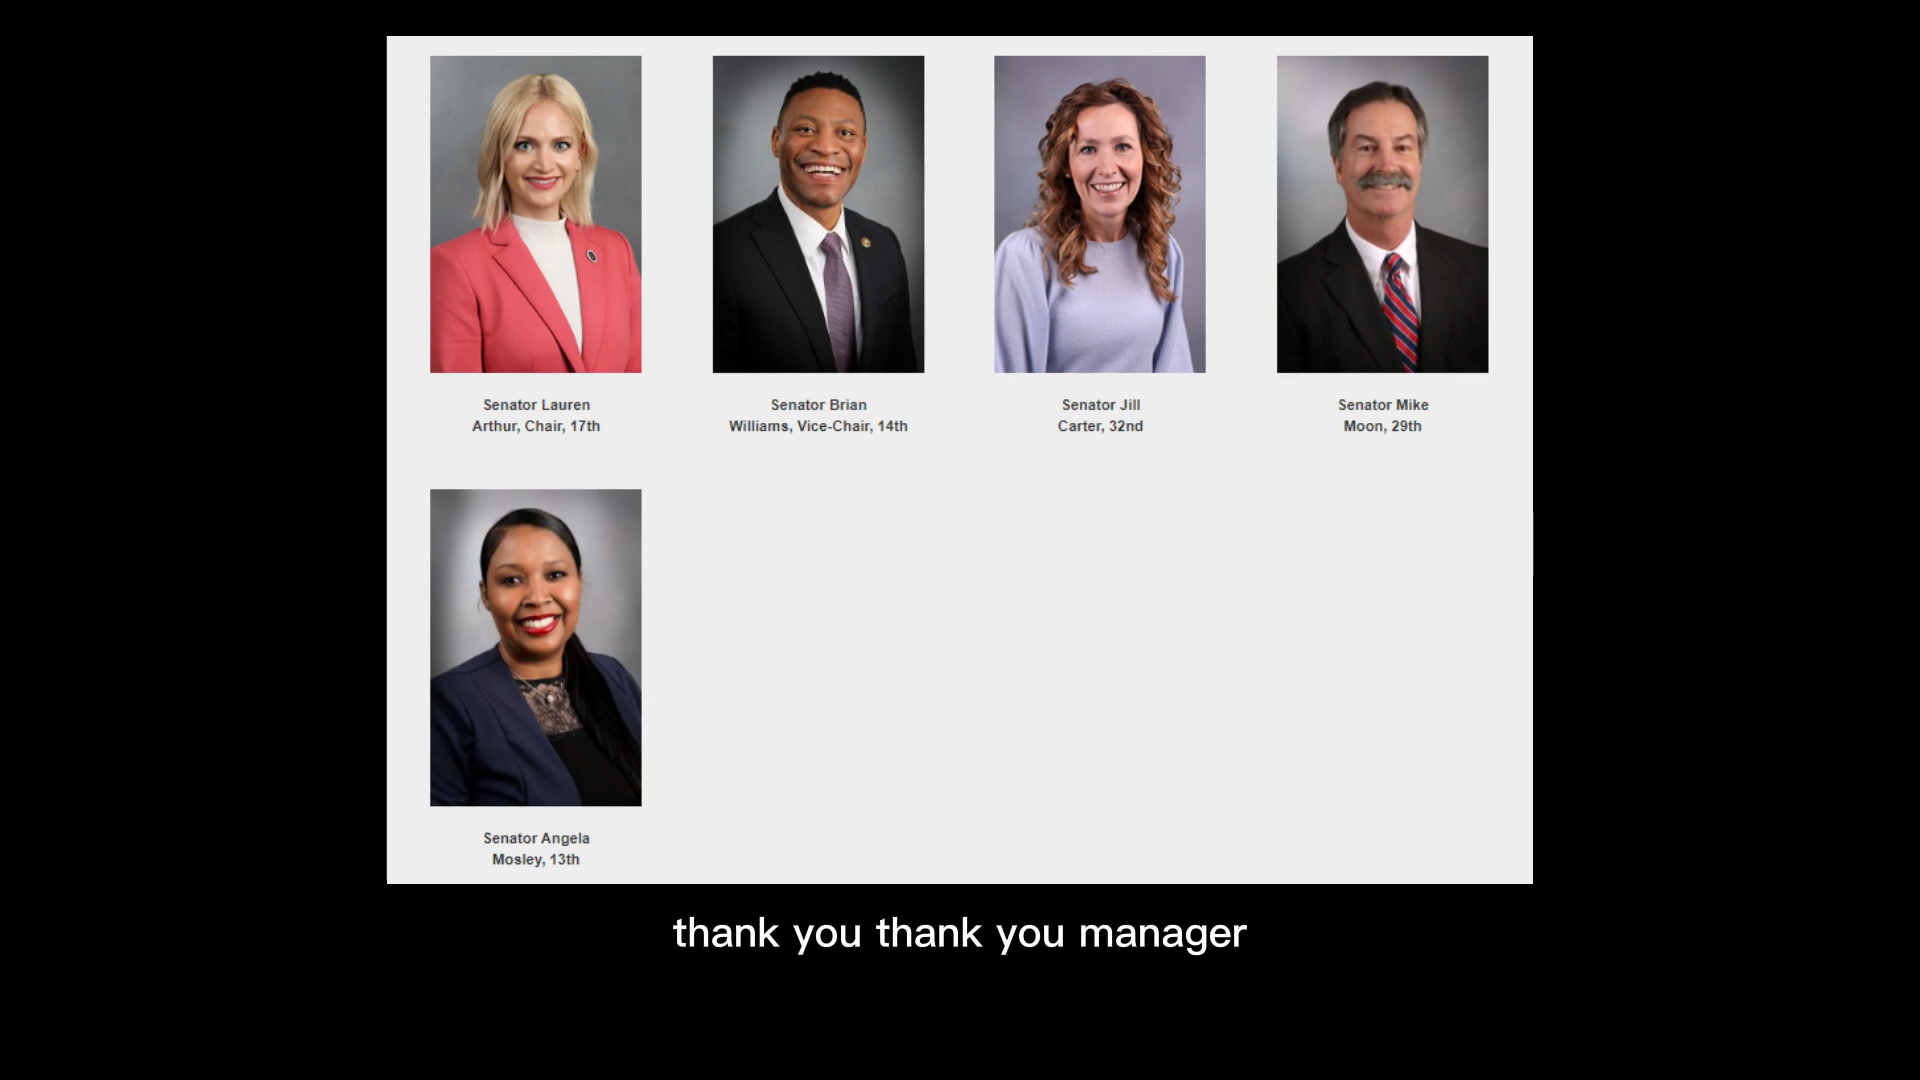 Senator Lauren
Arthur, Chair, 17th
Senator Brian
Williams, Vice-Chair, 14th
Senator Jill
Carter, 32nd
Senator Mike
Moon, 29th
Senator Angela
Mosley, 13th
thank you thank you manager